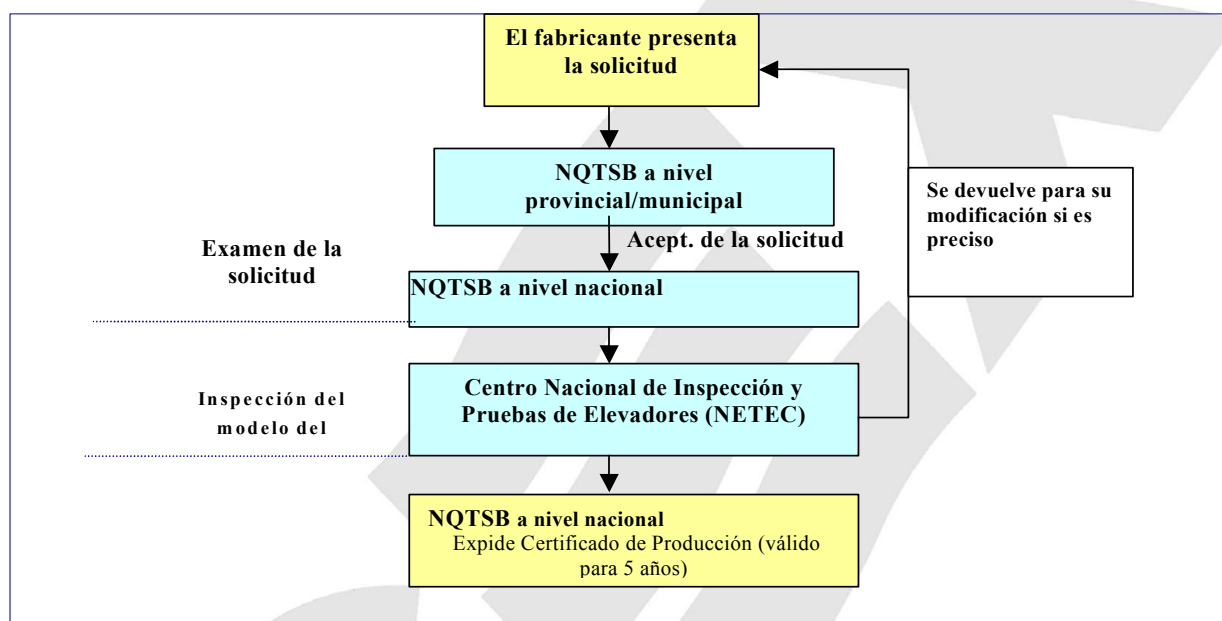 El fabricante presenta
la solicitud
NQTSB a nivel
provincial/municipal
Se devuelve para su
modificación si es
preciso
Acept. de la solicitud
Examen de la
solicitud
NQTSB a nivel nacional
Centro Nacional de Inspección y
Pruebas de Elevadores (NETEC)
Inspección del
modelo del
NQTSB a nivel nacional
Expide Certificado de Producción (válido
para 5 años)